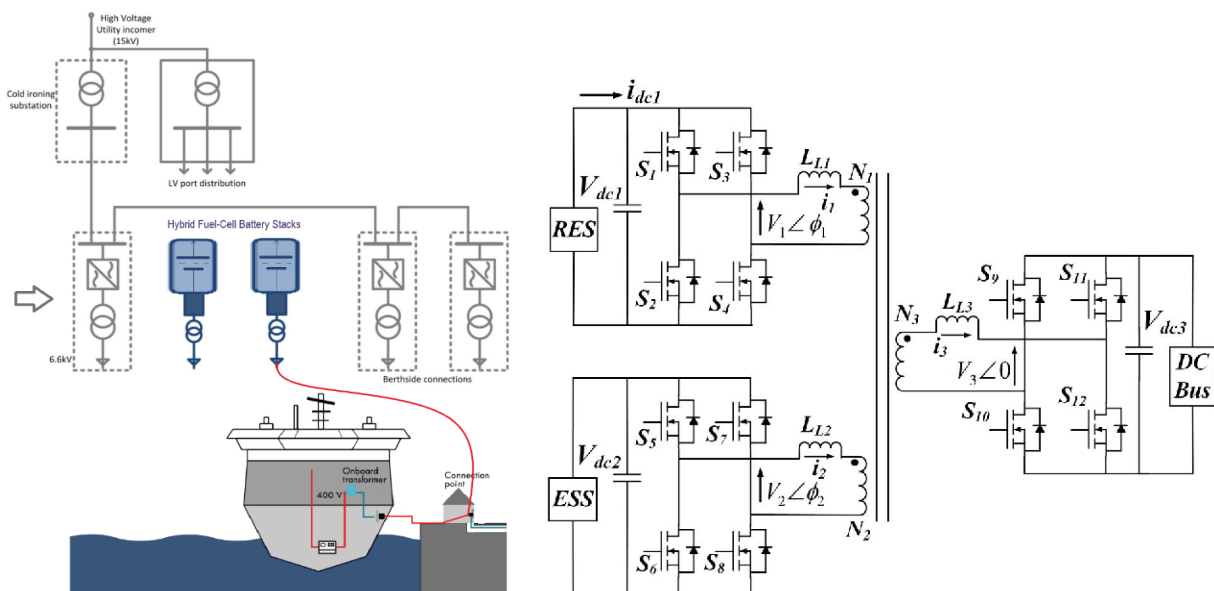 High Voltage
Utility incomer
(15kV)
Cold ironing
substation
LV port distribution
Hybrid Fuel-Cell Battery Stacks
6.6kV
Berthside connections
Onboard
transformer
400 V
Connection
point
i_dc1
S_1
S_3
L_L1
N_1
V_dc1
i_1
RES
V_1∠ϕ_1
S_2
S_4
S_9
S_11
N_3
L_L3
V_dc3
i_3
V_3∠0
DC
Bus
S_10
S_12
S_5
S_7
L_L2
V_dc2
i_2
ESS
V_2∠ϕ_2
N_2
S_6
S_8